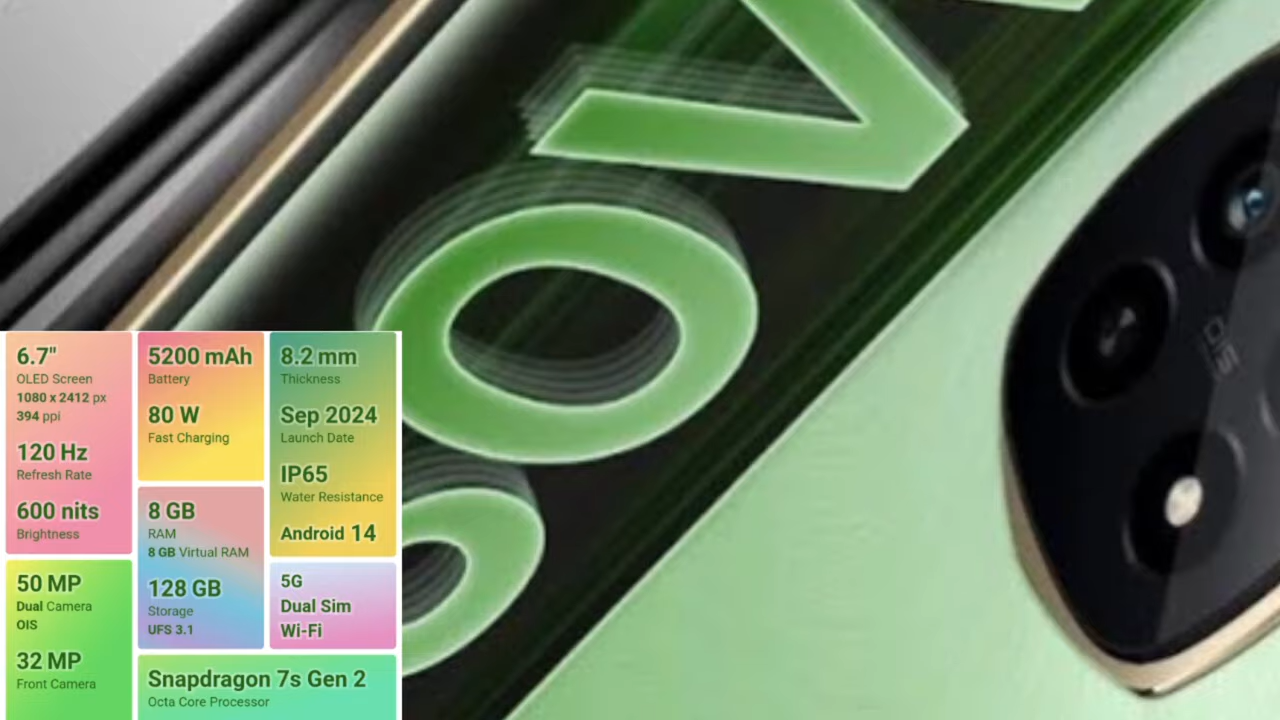 6.7"
OLED Screen
1080 x 2412 px
394 ppi
120 Hz
Refresh Rate
600 nits
Brightness
50 MP
Dual Camera
OIS
32 MP
Front Camera
5200 mAh
Battery
80 W
Fast Charging
8 GB
RAM
8 GB Virtual RAM
128 GB
Storage
UFS 3.1
8.2 mm
Thickness
Sep 2024
Launch Date
IP65
Water Resistance
Android 14
5G
Dual Sim
Wi-Fi
Snapdragon 7s Gen 2
Octa Core Processor
OIS